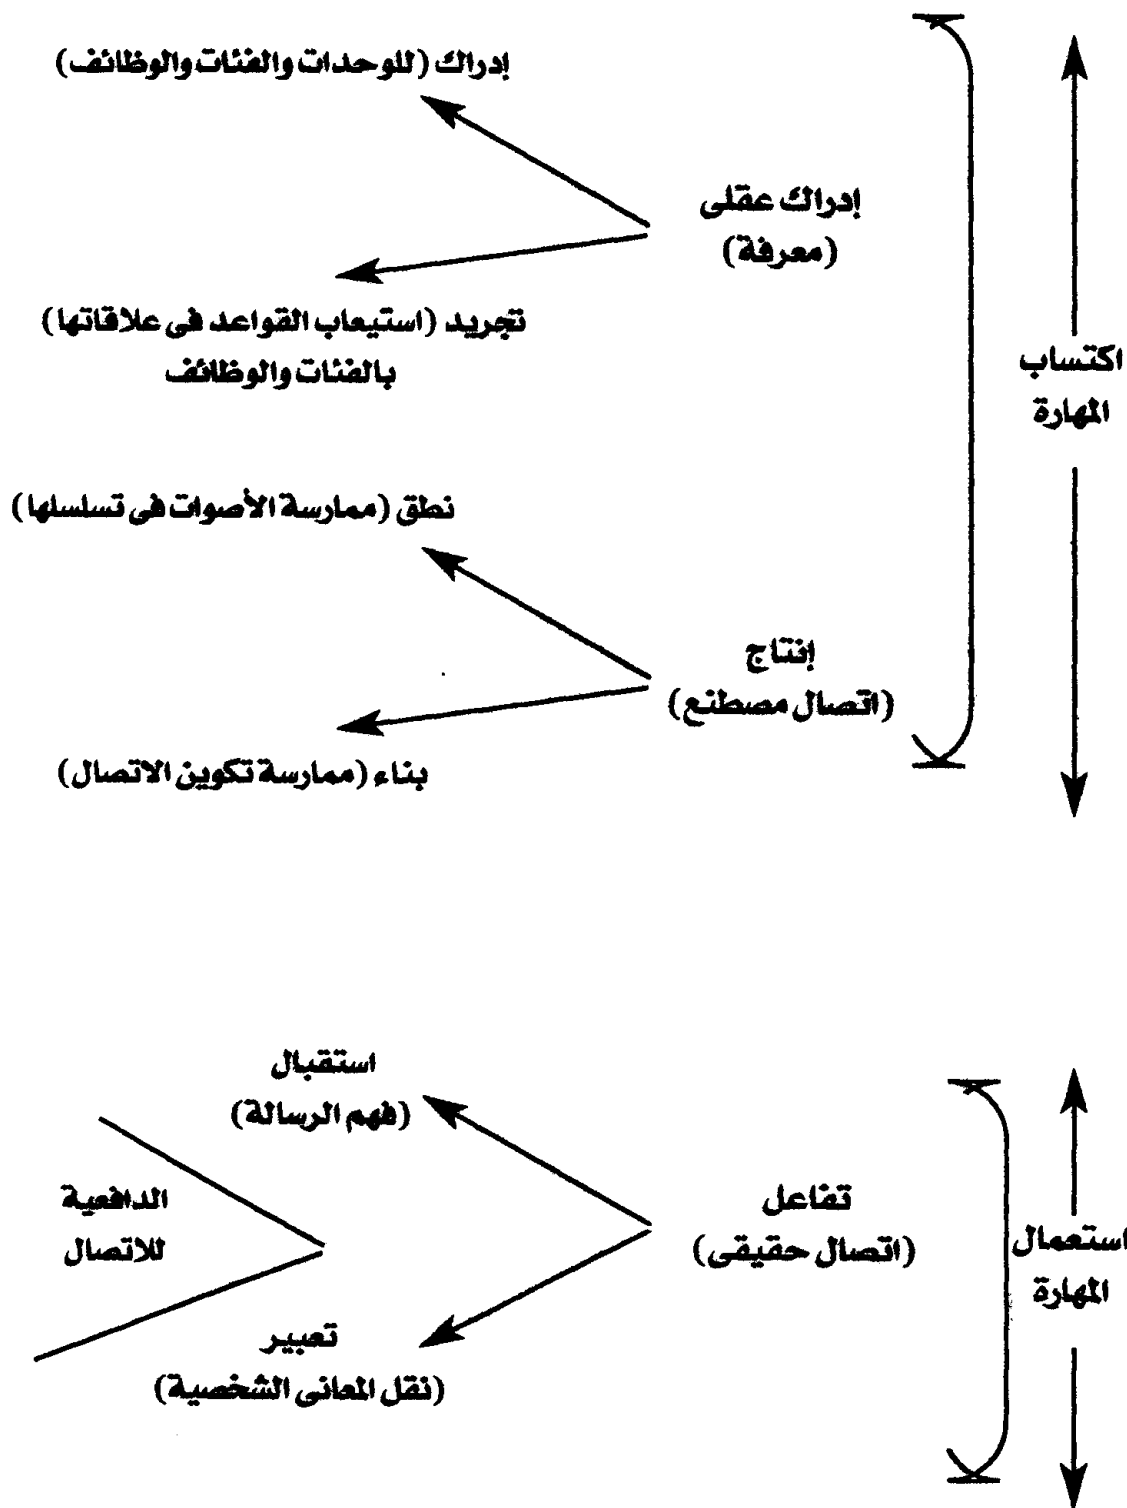 إدراك (للوحدات والفئات والوظائف)
إدراك عقلى
(معرفة)
تجريد (استيعاب القواعد فى علاقاتها)
بالفئات والوظائف
اكتساب
المهارة
نطق (ممارسة الأصوات فى تسلسلها)
إنتاج
(اتصال مصطنع)
بناء (ممارسة تكوين الاتصال)
استقبال
(فهم الرسالة)
الدافعية
للاتصال
تفاعل
(اتصال حقيقى)
استعمال
المهارة
تعبير
(نقل المعانى الشخصية)